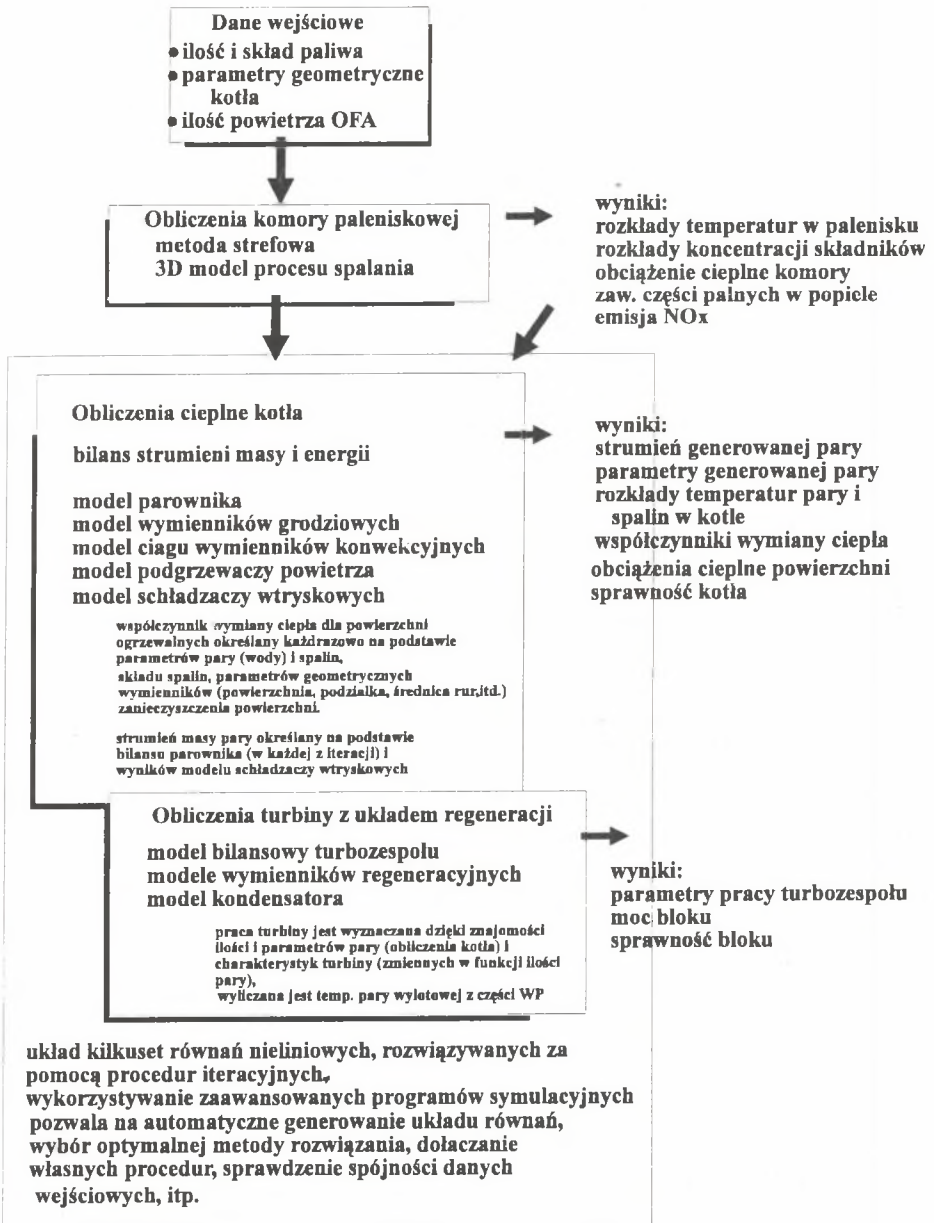 Dane wejściowe
• ilość i skład paliwa
• parametry geometryczne
kotła
• ilość powietrza OFA
Obliczenia komory paleniskowej
metoda strefowa
3D model procesu spalania
wyniki:
rozkłady temperatur w palenisku
rozkłady koncentracji składników
obciążenie cieplne komory
zaw. części palnych w popiele
emisja NOx
Obliczenia cieplne kotła
bilans strumieni masy i energii
model parownika
model wymienników grodziowych
model ciagu wymienników konwekcyjnych
model podgrzewaczy powietrza
model schładzaczy wtryskowych
współczynnik wymiany ciepła dla powierzchni
ogrzewalnych określany każdrazowo na podstawie
parametrów pary (wody) i spalin,
składu spalin, parametrów geometrycznych
wymienników (powierzchnia, podziałka, średnica rur,itd.)
zanieczyszczenia powierzchni.
strumień masy pary określany na podstawie
bilansu parownika (w każdej z iteracji) i
wyników modelu schładzaczy wtryskowych
wyniki:
strumień generowanej pary
parametry generowanej pary
rozkłady temperatur pary i
spalin w kotle
współczynniki wymiany ciepła
obciążenia cieplne powierzchni
sprawność kotła
Obliczenia turbiny z układem regeneracji
model bilansowy turbozespołu
modele wymienników regeneracyjnych
model kondensatora
praca turbiny jest wyznaczana dzięki znajomości
ilości i parametrów pary (obliczenia kotła) i
charakterystyk turbiny (zmiennych w funkcji ilości
pary),
wyliczana jest temp. pary wylotowej z części WP
wyniki:
parametry pracy turbozespołu
moc bloku
sprawność bloku
układ kilkuset równań nieliniowych, rozwiązywanych za
pomocą procedur iteracyjnych,
wykorzystywanie zaawansowanych programów symulacyjnych
pozwala na automatyczne generowanie układu równań,
wybór optymalnej metody rozwiązania, dołaczanie
własnych procedur, sprawdzenie spójności danych
wejściowych, itp.